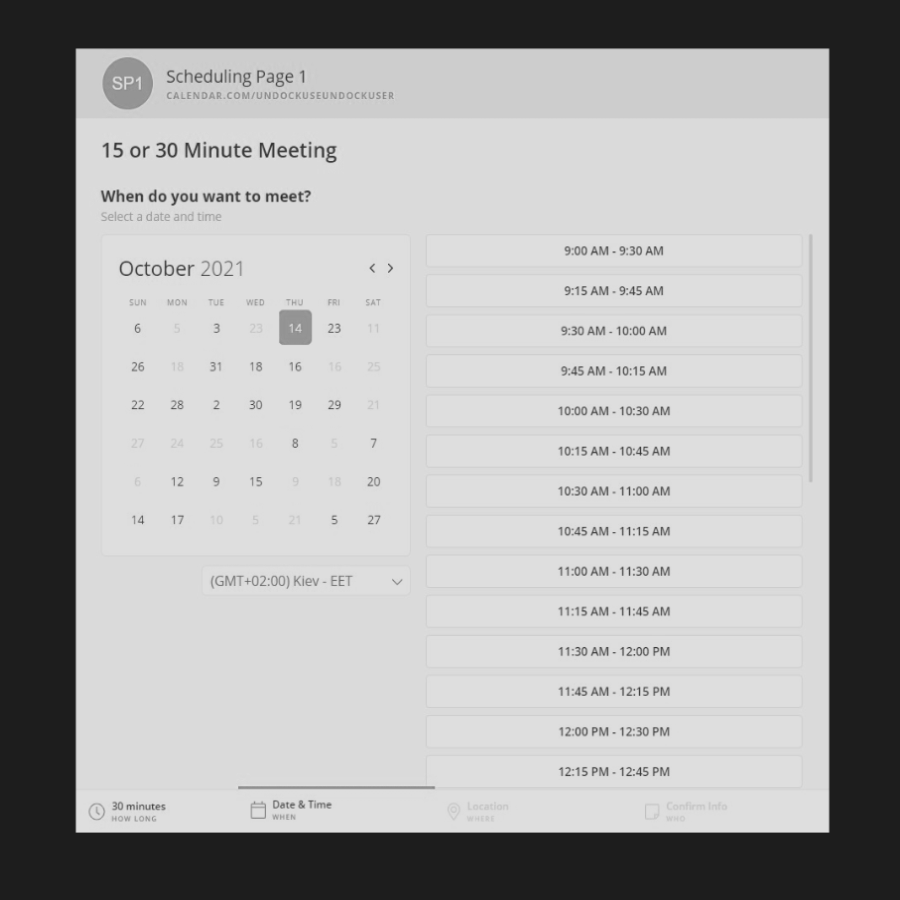 SP1
Scheduling Page 1
CALENDAR.COM/UNDOCKUSEUNDOCKUSER
15 or 30 Minute Meeting
When do you want to meet?
Select a date and time
October 2021
SUN MON TUE WED THU FRI SAT
6 5 3 23 14 23 11
26 18 31 18 16 16 25
22 28 2 30 19 29 21
27 24 25 16 8 5 7
6 12 9 15 9 18 20
14 17 10 5 21 5 27
(GMT+02:00) Kiev - EET
9:00 AM - 9:30 AM
9:15 AM - 9:45 AM
9:30 AM - 10:00 AM
9:45 AM - 10:15 AM
10:00 AM - 10:30 AM
10:15 AM - 10:45 AM
10:30 AM - 11:00 AM
10:45 AM - 11:15 AM
11:00 AM - 11:30 AM
11:15 AM - 11:45 AM
11:30 AM - 12:00 PM
11:45 AM - 12:15 PM
12:00 PM - 12:30 PM
12:15 PM - 12:45 PM
30 minutes
HOW LONG
Date & Time
WHEN
Location
WHERE
Confirm Info
WHO